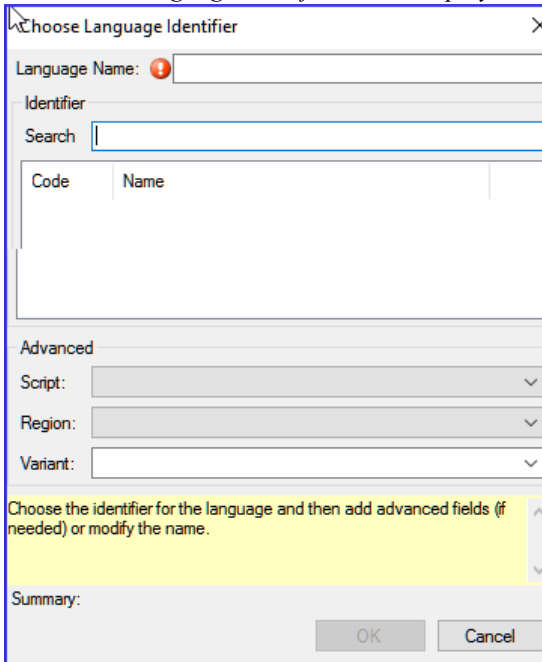 Choose Language Identifier
Language Name:
Identifier
Search
Code Name
Advanced
Script:
Region:
Variant:
Choose the identifier for the language and then add advanced fields (if
needed) or modify the name.
Summary:
OK Cancel